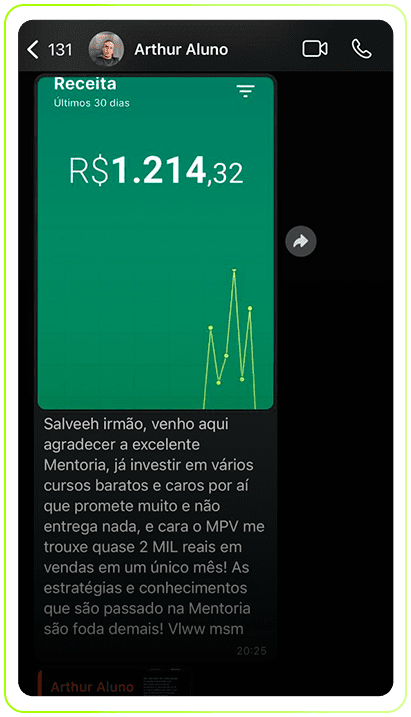 131
Arthur Aluno
Receita
Últimos 30 dias
R$1.214,32
Salveeh irmão, venho aqui
agradecer a excelente
Mentoria, já investir em vários
cursos baratos e caros por aí
que promete muito e não
entrega nada, e cara o MPV me
trouxe quase 2 MIL reais em
vendas em um único mês! As
estratégias e conhecimentos
que são passado na Mentoria
são foda demais! Vlww msm
20:25
Arthur Aluno